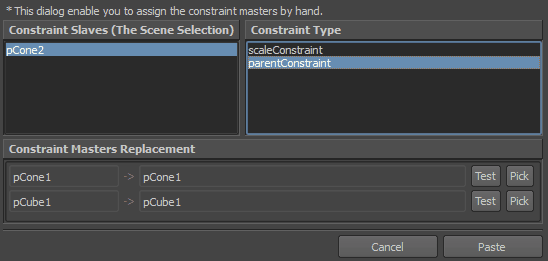 * This dialog enable you to assign the constraint masters by hand.
Constraint Slaves (The Scene Selection)
Constraint Type
pCone2
scaleConstraint
parentConstraint
Constraint Masters Replacement
pCone1 -> pCone1 Test Pick
pCube1 -> pCube1 Test Pick
Cancel Paste